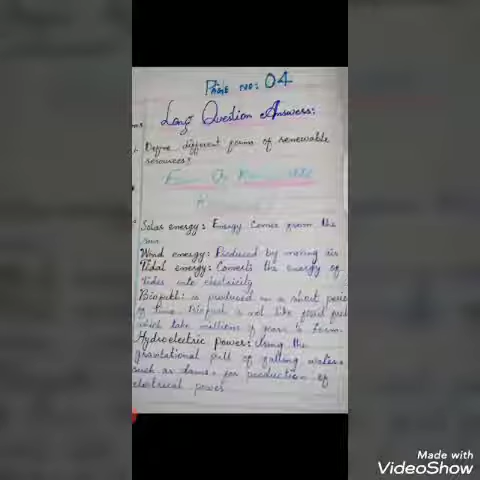 Page no: 04
Long Question Answers:
Define different forms of renewable
resources?
Solar energy: Energy comes from the
sun
Wind energy: Produced by moving air
Tidal energy: Converts the energy of
tides into electricity
Biofuel: is produced in a short period
of time. Biofuel is not like fossil fuel
which take millions of years to form.
Hydroelectric power: Using the
gravitational pull of falling water,
such as dams, for production of
electrical power
Made with
VideoShow